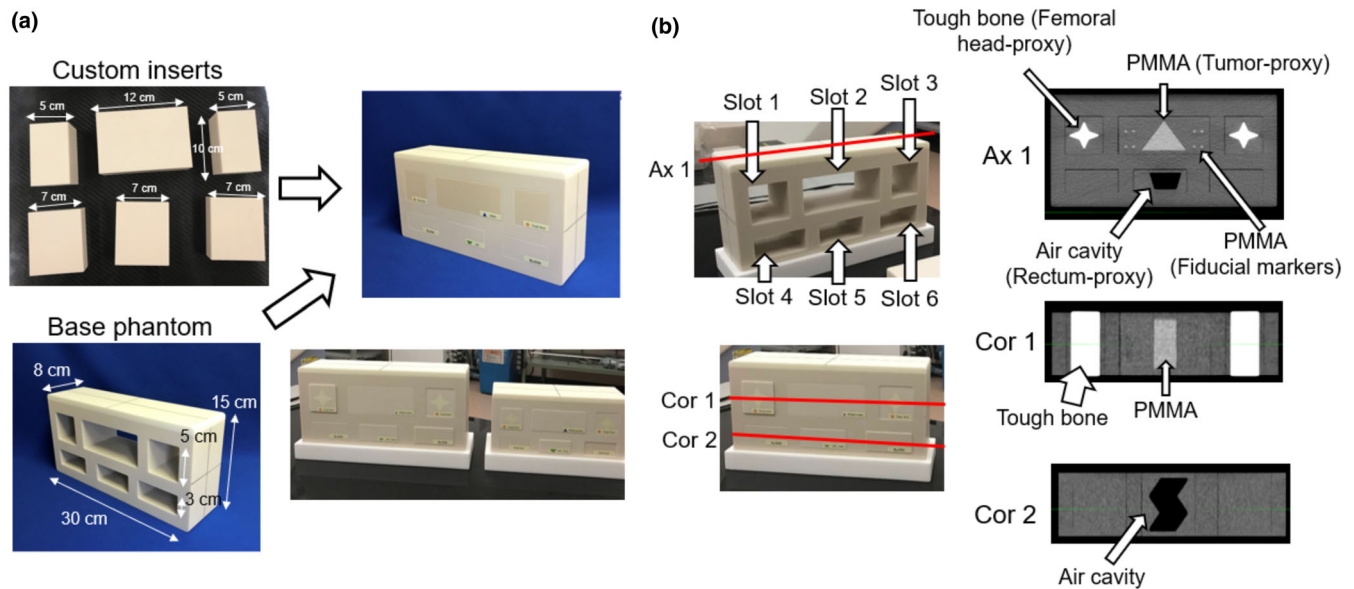 (a)
Custom inserts
5 cm
12 cm
5 cm
10 cm
7 cm
7 cm
7 cm
Base phantom
8 cm
15 cm
5 cm
3 cm
30 cm
(b)
Slot 1
Slot 2
Slot 3
Ax 1
Slot 4
Slot 5
Slot 6
Cor 1
Cor 2
Tough bone (Femoral
head-proxy)
PMMA (Tumor-proxy)
Ax 1
Air cavity
(Rectum-proxy)
PMMA
(Fiducial markers)
Cor 1
Tough bone
PMMA
Cor 2
Air cavity